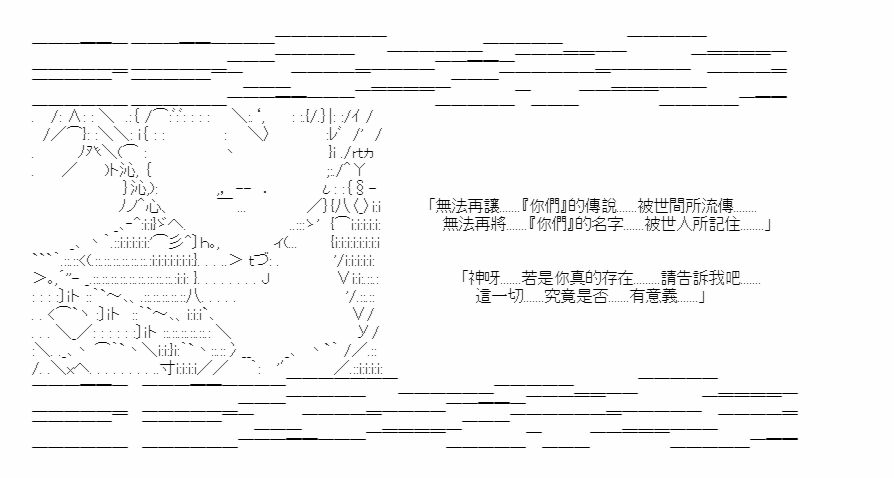 「無法再讓......『你們』的傳說......被世間所流傳........
無法再將......『你們』的名字.......被世人所記住........」
「神呀......若是你真的存在........請告訴我吧......
這一切......究竟是否......有意義......」